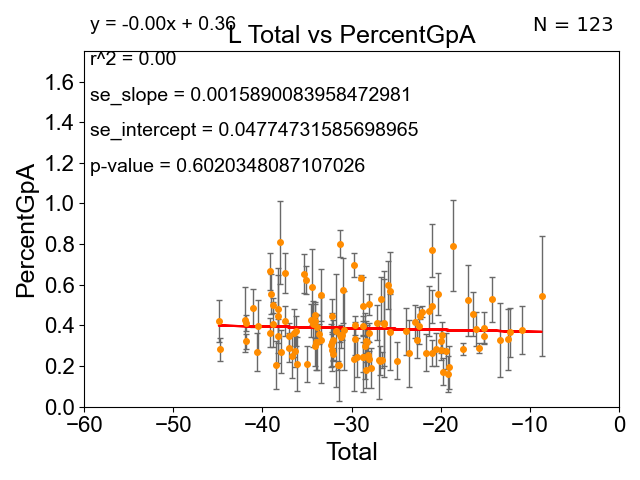 y = -0.00x + 0.36
N = 123
L Total vs PercentGpA
r^2 = 0.00
se_slope = 0.0015890083958472981
se_intercept = 0.04774731585698965
p-value = 0.6020348087107026
1.6
1.4
1.2
1.0
0.8
0.6
0.4
0.2
0.0
PercentGpA
−60 −50 −40 −30 −20 −10 0
Total